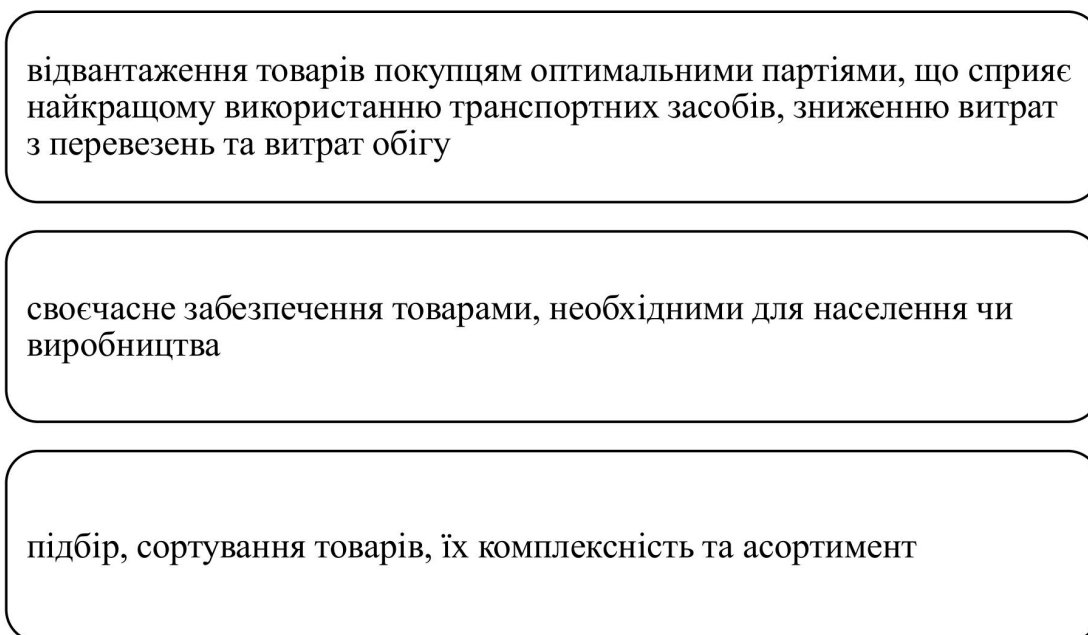 відвантаження товарів покупцям оптимальними партіями, що сприяє
найкращому використанню транспортних засобів, зниженню витрат
з перевезень та витрат обігу
своєчасне забезпечення товарами, необхідними для населення чи
виробництва
підбір, сортування товарів, їх комплексність та асортимент